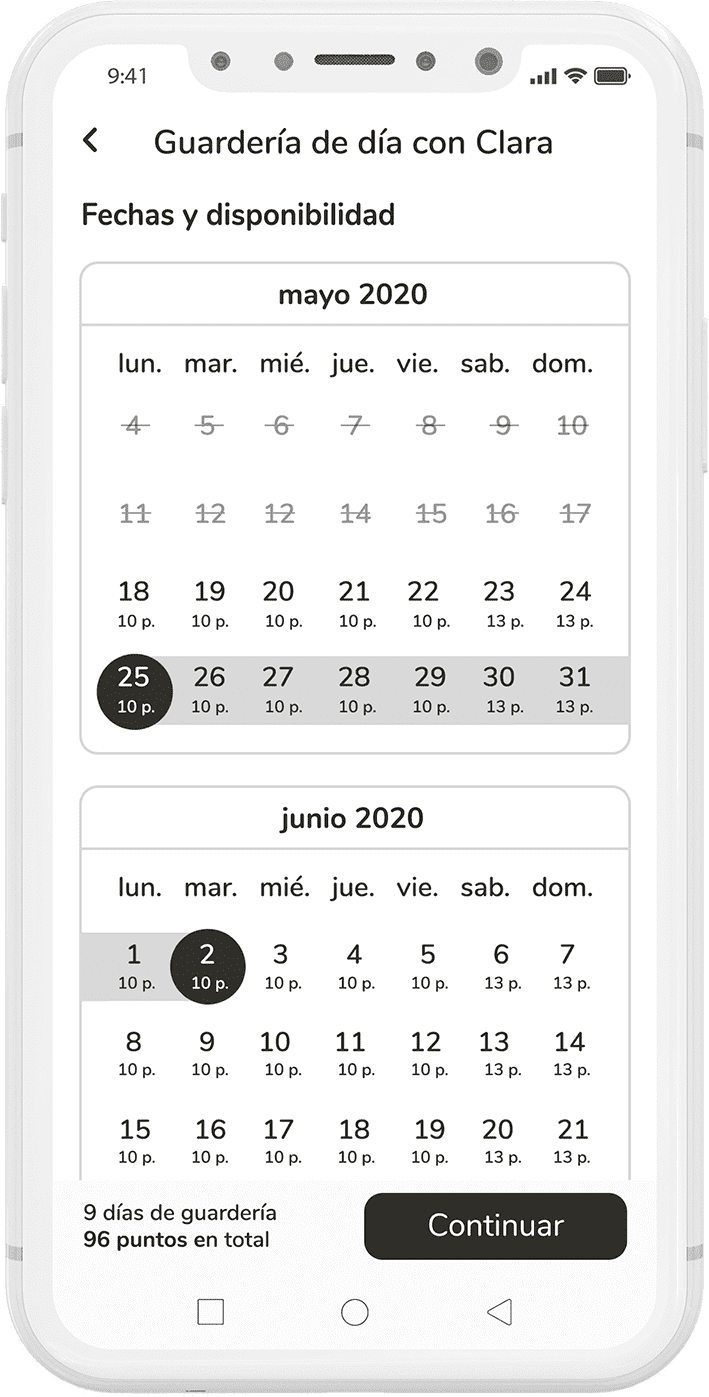 9:41
Guardería de día con Clara
Fechas y disponibilidad
mayo 2020
lun. mar. mié. jue. vie. sab. dom.
4 5 6 7 8 9 10
11 12 12 14 15 16 17
18 19 20 21 22 23 24
10 p. 10 p. 10 p. 10 p. 10 p. 13 p. 13 p.
25 26 27 28 29 30 31
10 p. 10 p. 10 p. 10 p. 10 p. 13 p. 13 p.
junio 2020
lun. mar. mié. jue. vie. sab. dom.
1 2 3 4 5 6 7
10 p. 10 p. 10 p. 10 p. 10 p. 13 p. 13 p.
8 9 10 11 12 13 14
10 p. 10 p. 10 p. 10 p. 10 p. 13 p. 13 p.
15 16 17 18 19 20 21
10 p. 10 p. 10 p. 10 p. 10 p. 13 p. 13 p.
9 días de guardería
96 puntos en total
Continuar